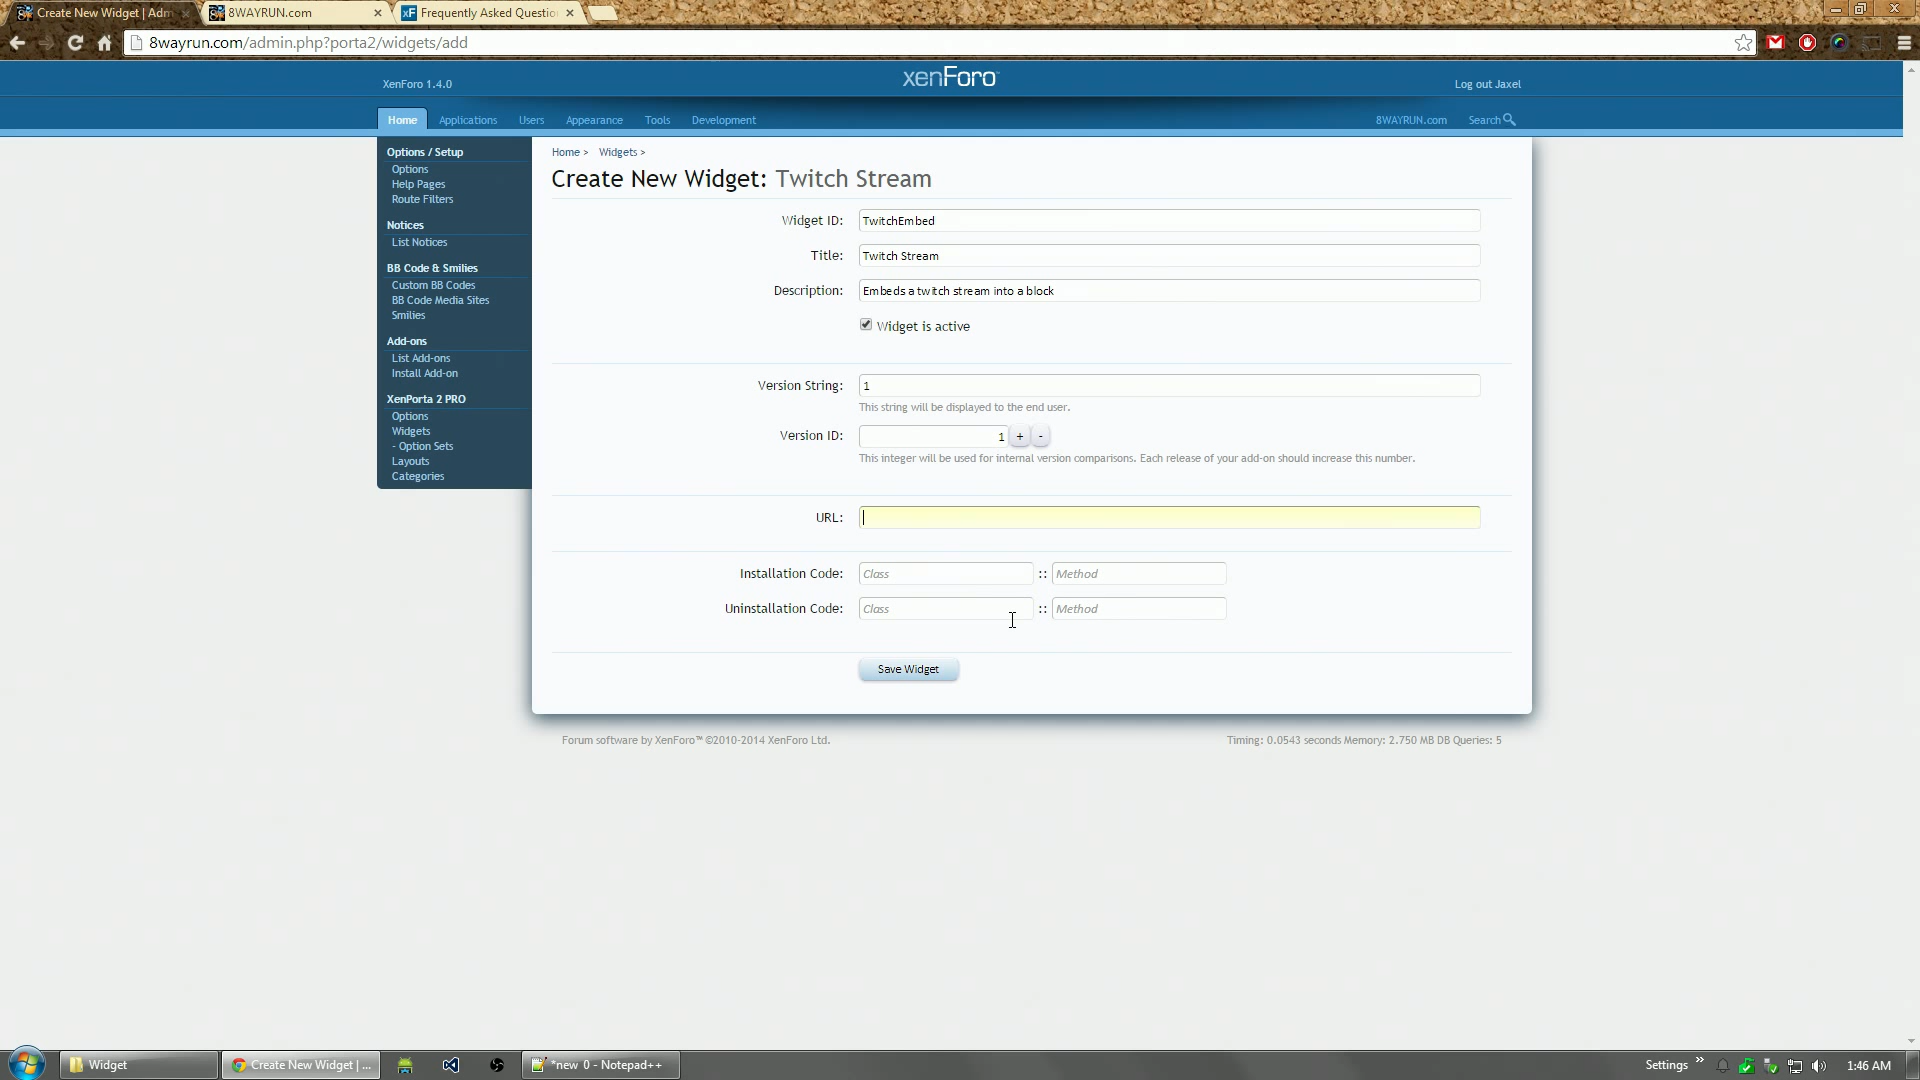 Create New Widget | Adm
8WAYRUN.com
Frequently Asked Questio
8wayrun.com/admin.php?porta2/widgets/add
XenForo 1.4.0
xenForo
Log out Jaxel
Home
Applications
Users
Appearance
Tools
Development
8WAYRUN.com
Search
Options / Setup
Options
Help Pages
Route Filters
Notices
List Notices
BB Code & Smilies
Custom BB Codes
BB Code Media Sites
Smilies
Add-ons
List Add-ons
Install Add-on
XenPorta 2 PRO
Options
Widgets
- Option Sets
Layouts
Categories
Home > Widgets >
Create New Widget: Twitch Stream
Widget ID: TwitchEmbed
Title: Twitch Stream
Description: Embeds a twitch stream into a block
Widget is active
Version String: 1
This string will be displayed to the end user.
Version ID: 1 + -
This integer will be used for internal version comparisons. Each release of your add-on should increase this number.
URL:
Installation Code: Class :: Method
Uninstallation Code: Class :: Method
Save Widget
Forum software by XenForo™ ©2010-2014 XenForo Ltd.
Timing: 0.0543 seconds Memory: 2.750 MB DB Queries: 5
Widget
Create New Widget | ...
*new 0 - Notepad++
Settings
1:46 AM